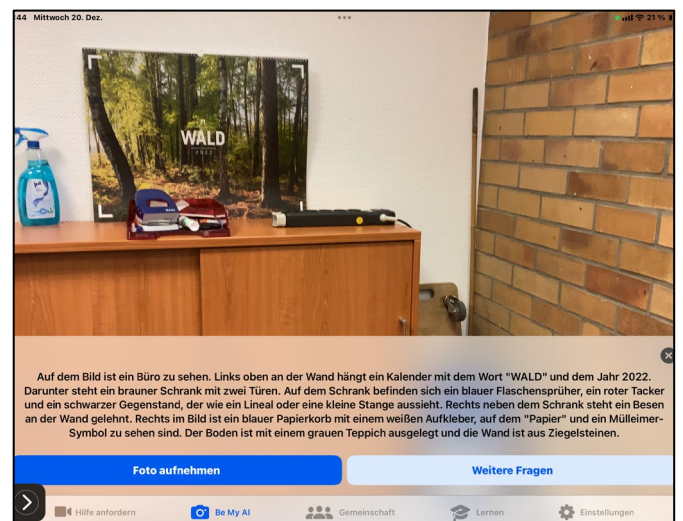 :44 Mittwoch 20. Dez.
21 %
WALD
2022
Auf dem Bild ist ein Büro zu sehen. Links oben an der Wand hängt ein Kalender mit dem Wort "WALD" und dem Jahr 2022.
Darunter steht ein brauner Schrank mit zwei Türen. Auf dem Schrank befinden sich ein blauer Flaschensprüher, ein roter Tacker
und ein schwarzer Gegenstand, der wie ein Lineal oder eine kleine Stange aussieht. Rechts neben dem Schrank steht ein Besen
an der Wand gelehnt. Rechts im Bild ist ein blauer Papierkorb mit einem weißen Aufkleber, auf dem "Papier" und ein Mülleimer-
Symbol zu sehen sind. Der Boden ist mit einem grauen Teppich ausgelegt und die Wand ist aus Ziegelsteinen.
Foto aufnehmen
Weitere Fragen
Hilfe anfordern
Be My AI
Gemeinschaft
Lernen
Einstellungen